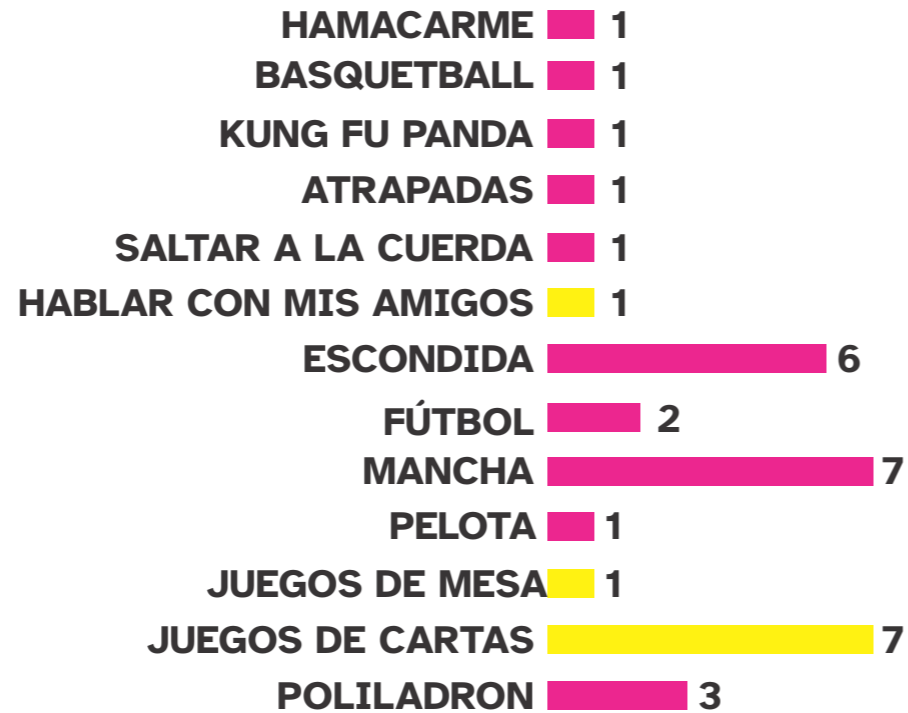 HAMACARME 1
BASQUETBALL 1
KUNG FU PANDA 1
ATRAPADAS 1
SALTAR A LA CUERDA 1
HABLAR CON MIS AMIGOS 1
ESCONDIDA 6
FÚTBOL 2
MANCHA 7
PELOTA 1
JUEGOS DE MESA 1
JUEGOS DE CARTAS 7
POLILADRON 3